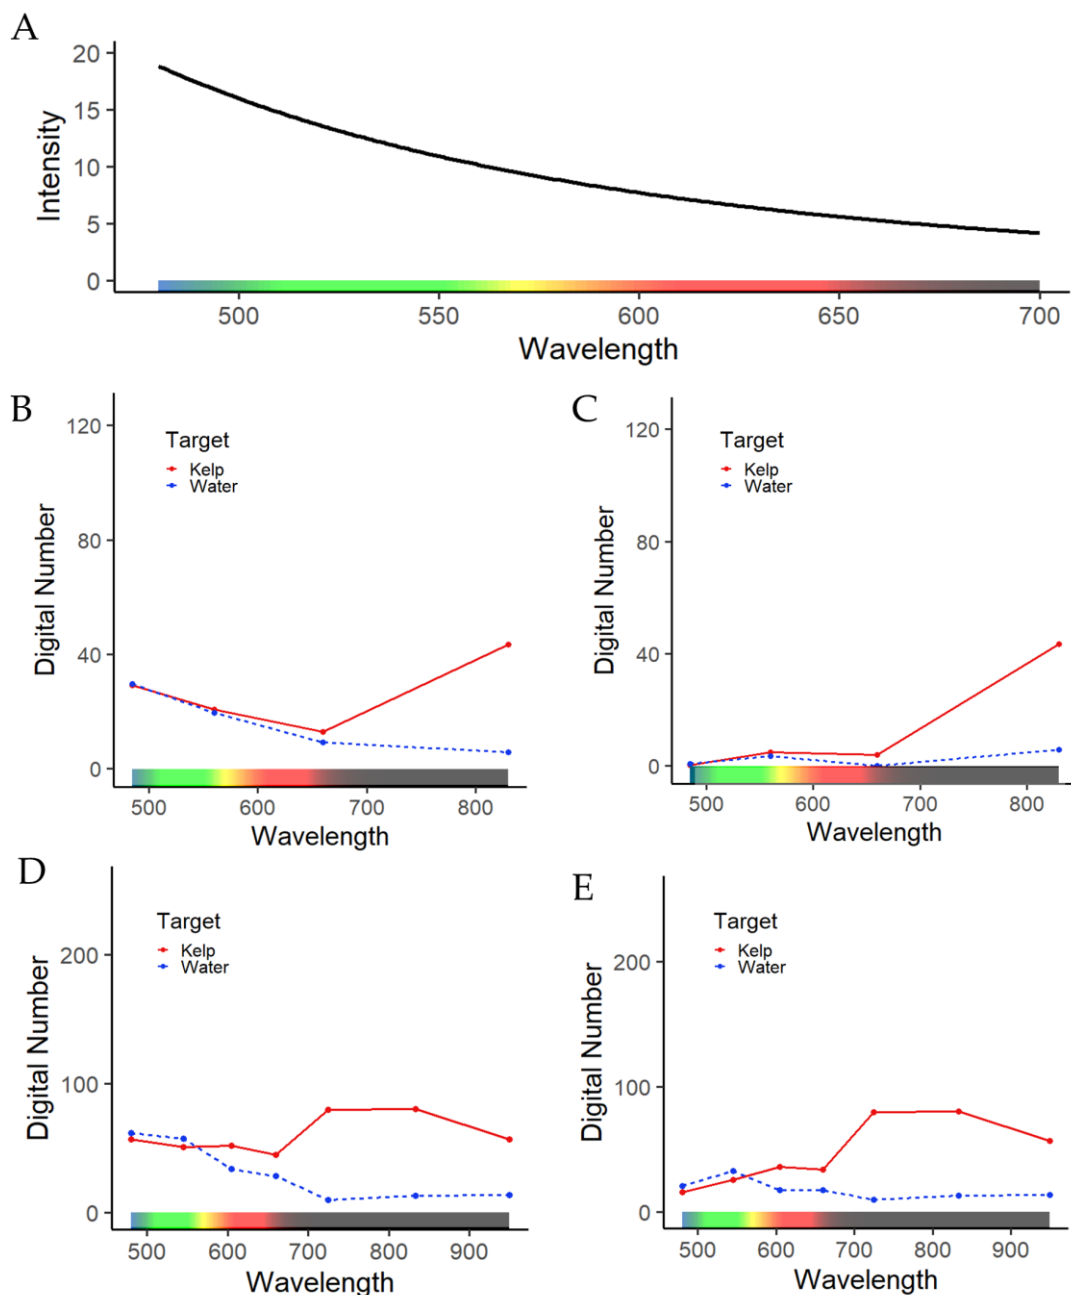 A
Intensity
20
15
10
5
0
500 550 600 650 700
Wavelength
B
Digital Number
120
80
40
0
Target
Kelp
Water
500 600 700 800
Wavelength
C
Digital Number
120
80
40
0
Target
Kelp
Water
500 600 700 800
Wavelength
D
Digital Number
200
100
0
Target
Kelp
Water
500 600 700 800 900
Wavelength
E
Digital Number
200
100
0
Target
Kelp
Water
500 600 700 800 900
Wavelength